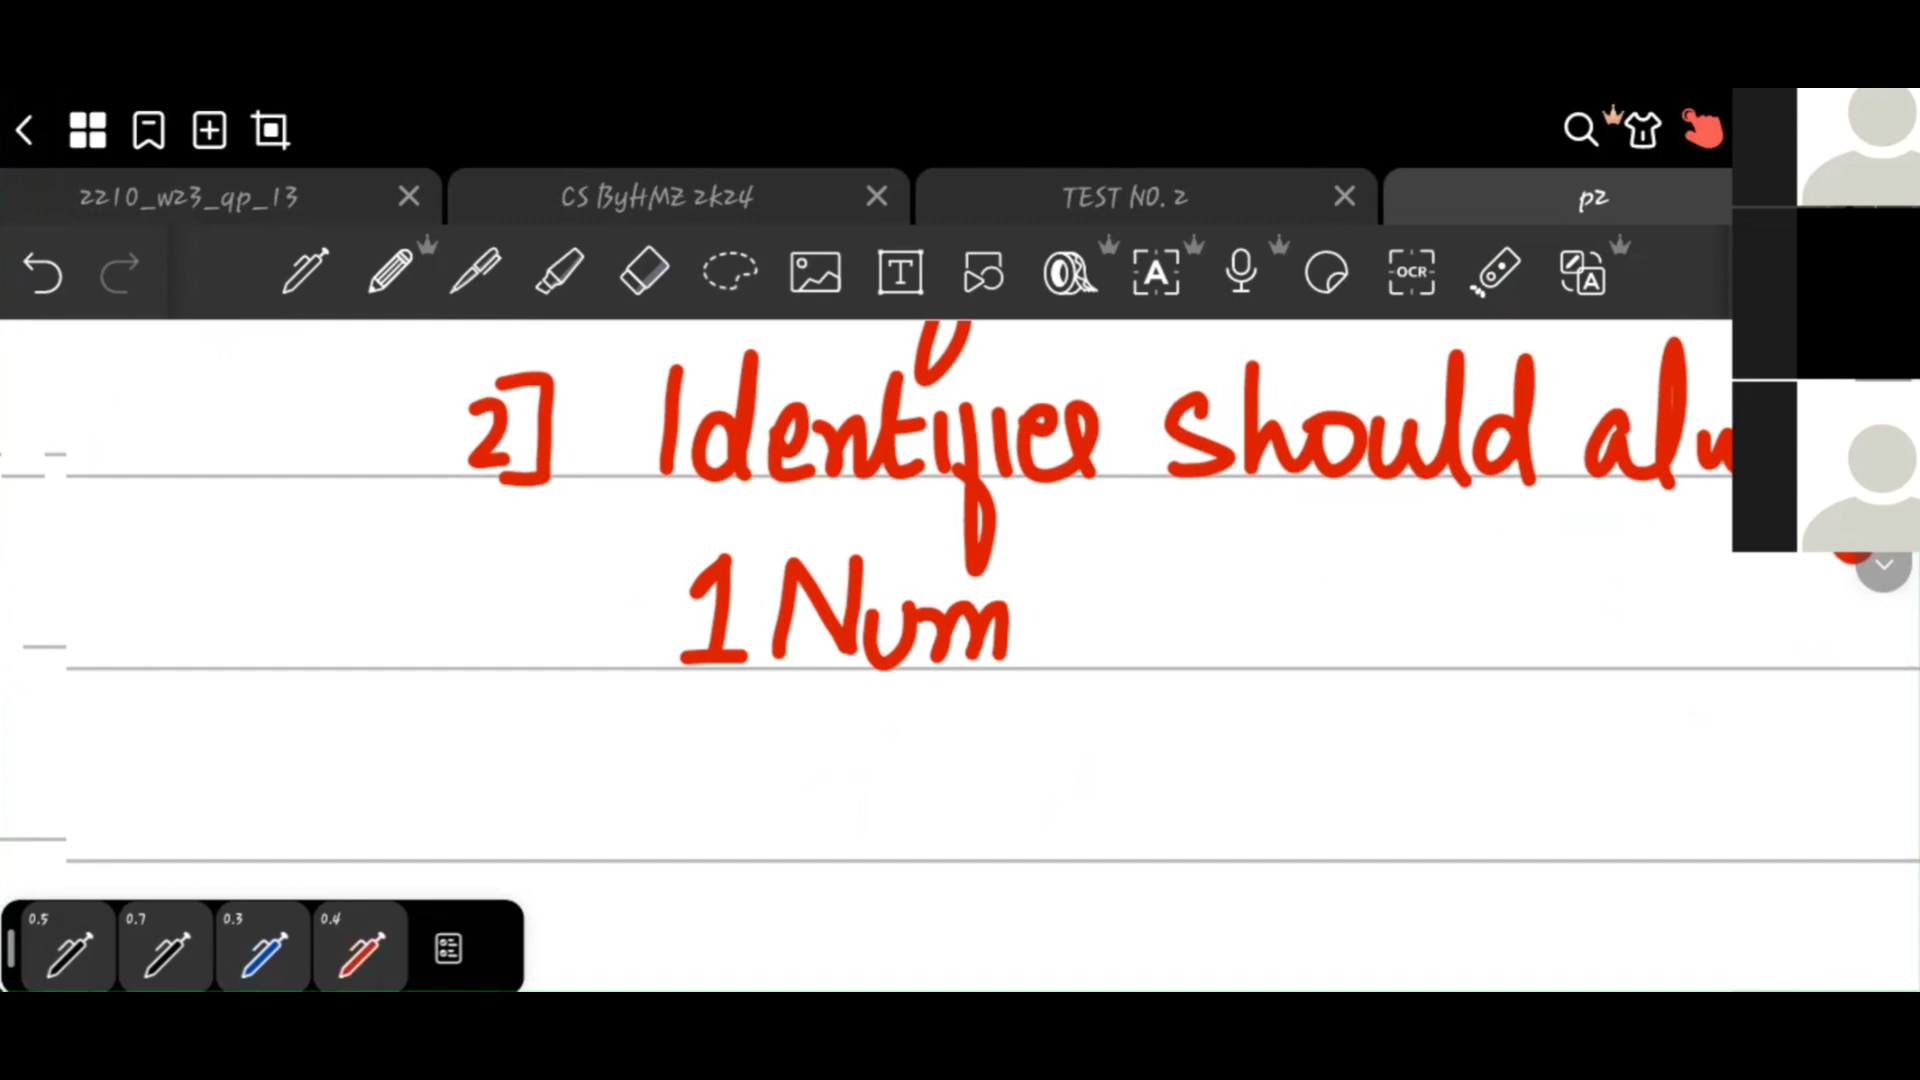 2210_w23_qp_13
CS ByHMZ 2k24
TEST NO. 2
p2
T
A
OCR
A
2] Identifier should al
1 Num
0.5
0.7
0.3
0.4